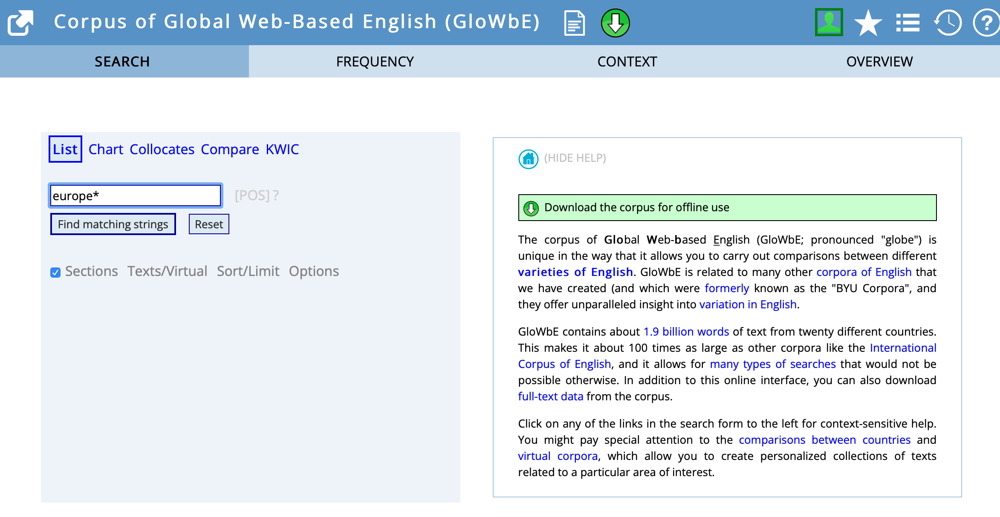 Corpus of Global Web-Based English (GloWbE)
?
SEARCH FREQUENCY CONTEXT OVERVIEW
List Chart Collocates Compare KWIC
europe* [POS] ?
Find matching strings Reset
Sections Texts/Virtual Sort/Limit Options
(HIDE HELP)
Download the corpus for offline use
The corpus of Global Web-based English (GloWbE; pronounced "globe") is
unique in the way that it allows you to carry out comparisons between different
varieties of English. GloWbE is related to many other corpora of English that
we have created (and which were formerly known as the "BYU Corpora", and
they offer unparalleled insight into variation in English.
GloWbE contains about 1.9 billion words of text from twenty different countries.
This makes it about 100 times as large as other corpora like the International
Corpus of English, and it allows for many types of searches that would not be
possible otherwise. In addition to this online interface, you can also download
full-text data from the corpus.
Click on any of the links in the search form to the left for context-sensitive help.
You might pay special attention to the comparisons between countries and
virtual corpora, which allow you to create personalized collections of texts
related to a particular area of interest.